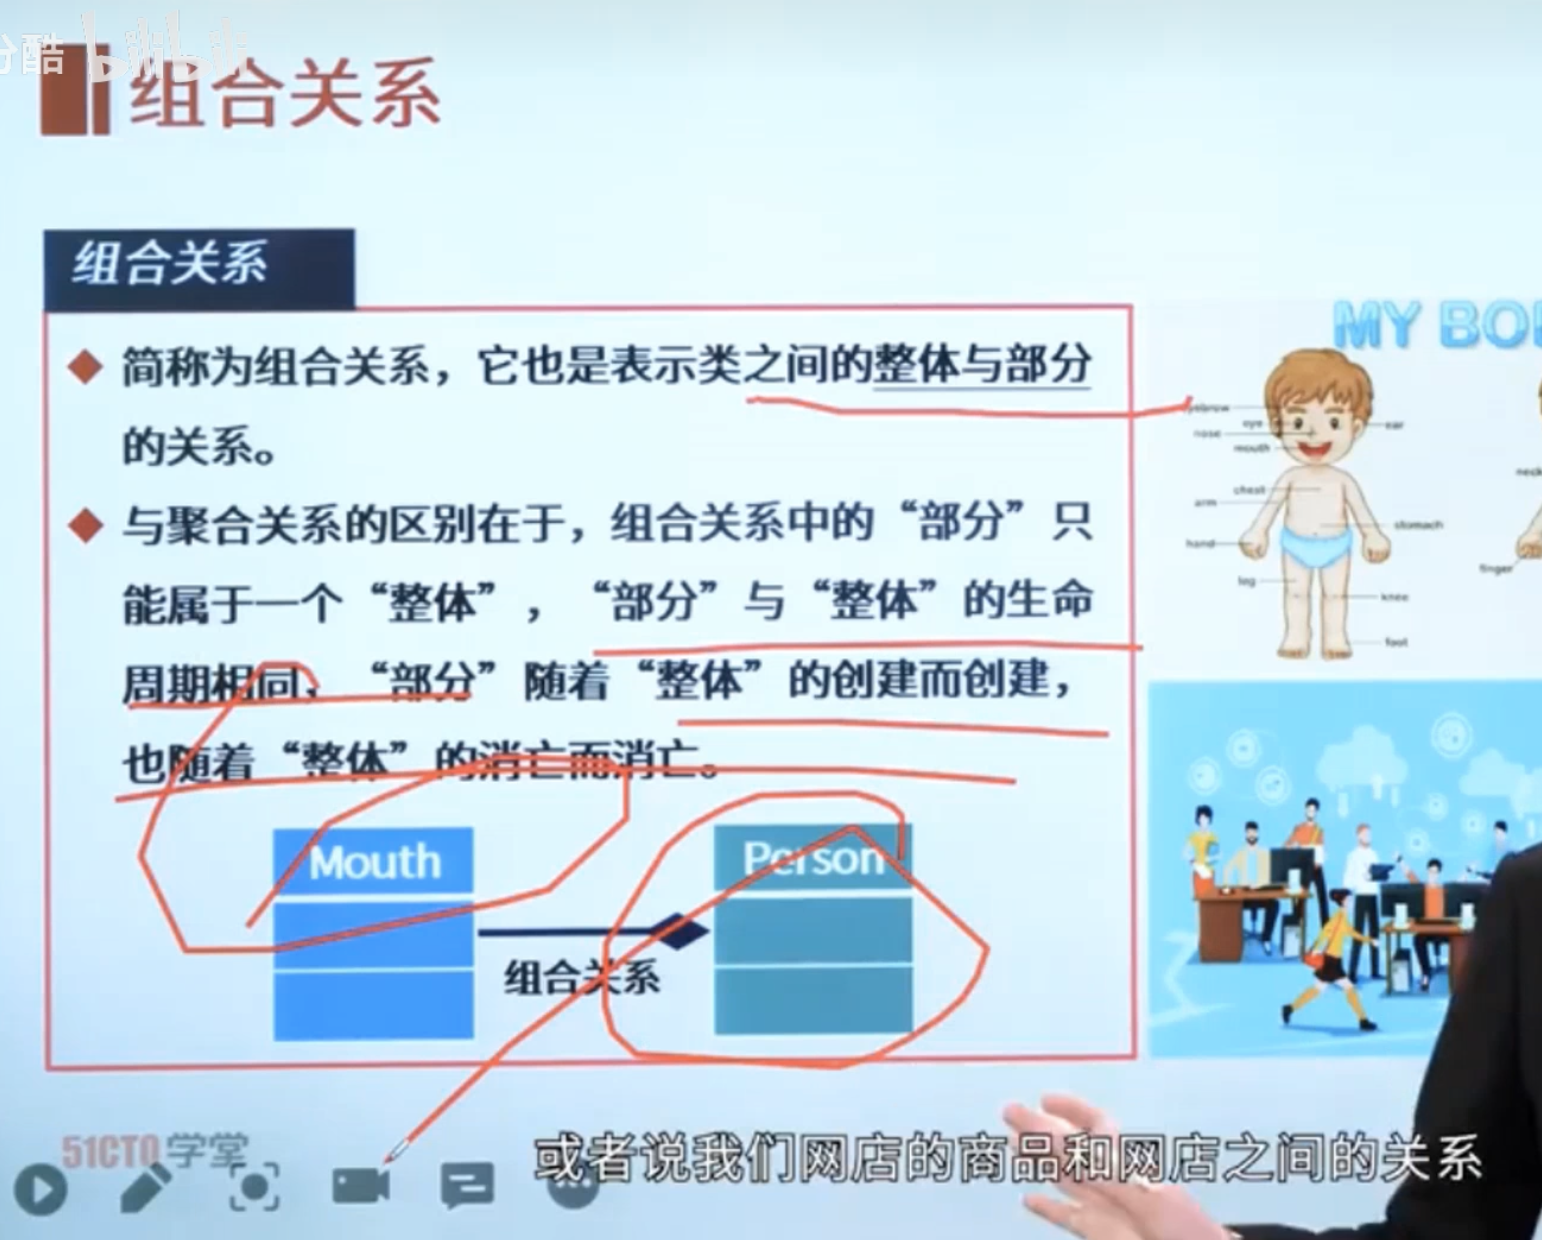 分酷 bilibili
组合关系
组合关系
简称为组合关系，它也是表示类之间的整体与部分
的关系。
与聚合关系的区别在于，组合关系中的“部分”只
能属于一个“整体”，“部分”与“整体”的生命
周期相同，“部分”随着“整体”的创建而创建，
也随着“整体”的消亡而消亡。
Mouth
Person
组合关系
MY BO
eyebrow
eye
nose
mouth
ear
chest
arm
stomach
hand
leg
knee
foot
neck
finger
51CTO学堂
或者说我们网店的商品和网店之间的关系